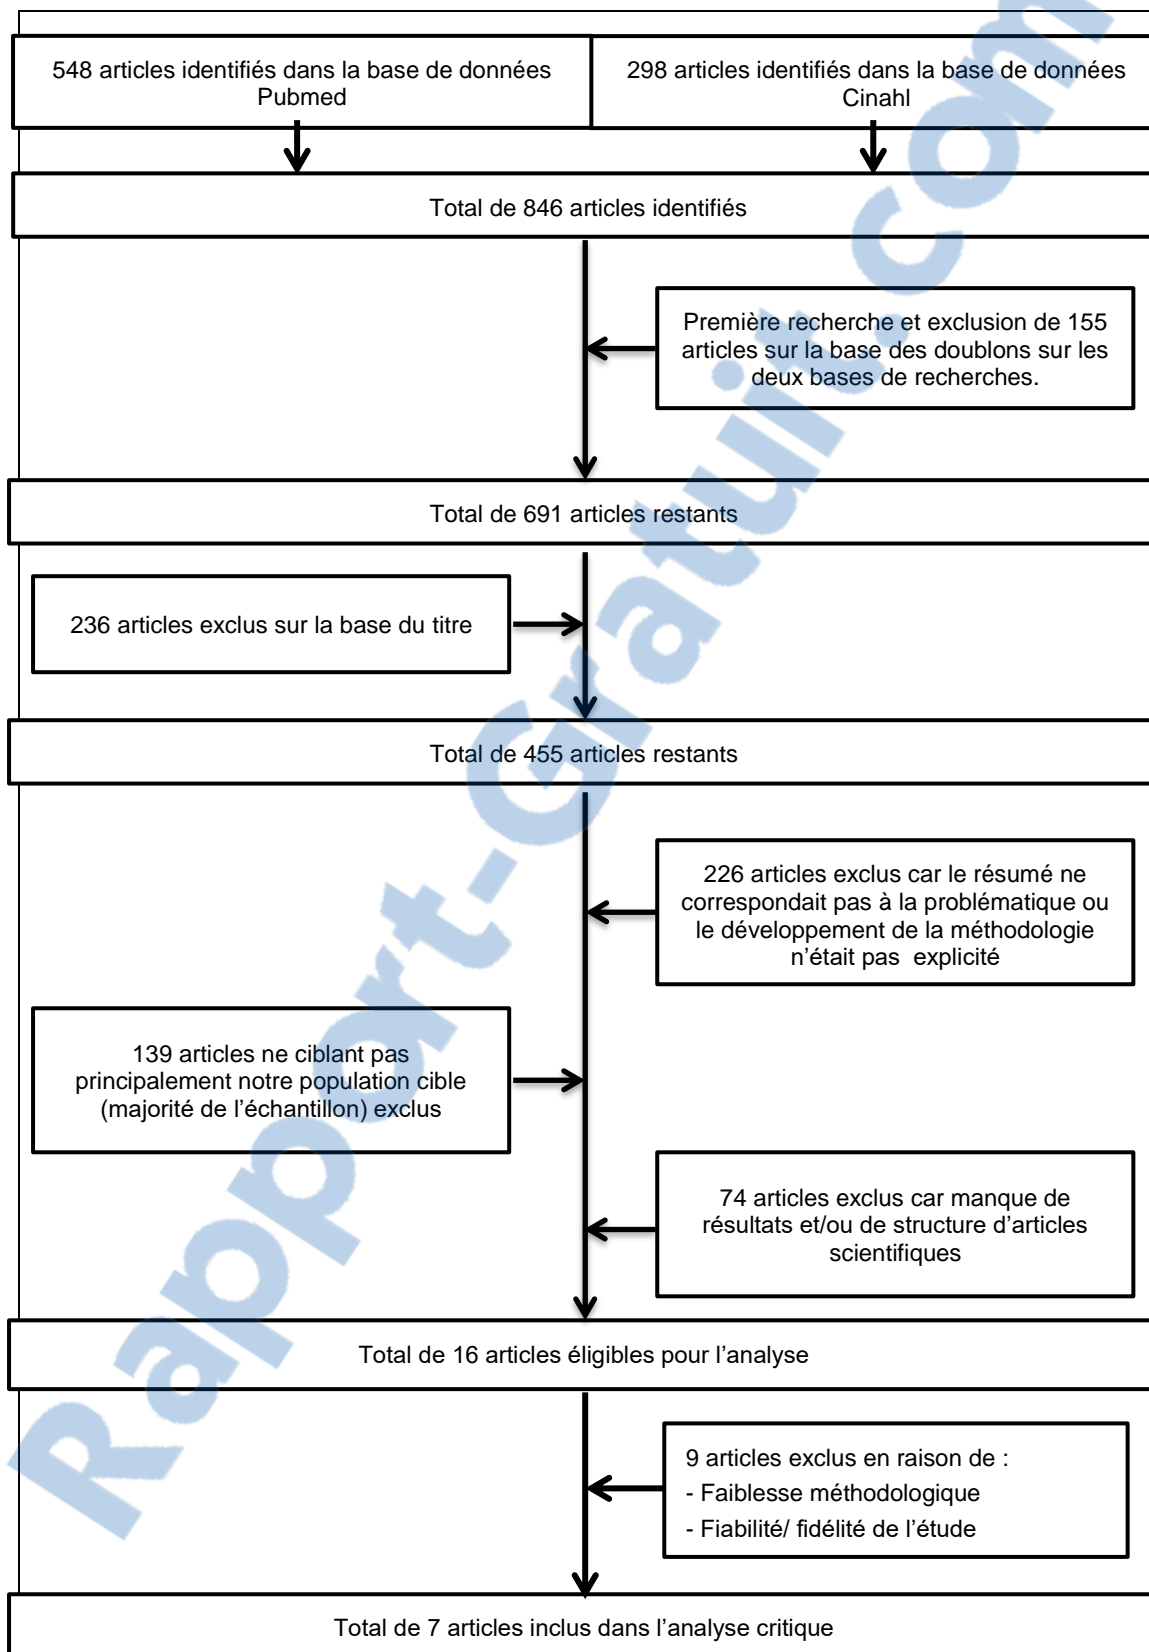 548 articles identifiés dans la base de données
Pubmed
298 articles identifiés dans la base de données
Cinahl
Total de 846 articles identifiés
Première recherche et exclusion de 155
articles sur la base des doublons sur les
deux bases de recherches.
Total de 691 articles restants
236 articles exclus sur la base du titre
Total de 455 articles restants
226 articles exclus car le résumé ne
correspondait pas à la problématique ou
le développement de la méthodologie
n’était pas explicité
139 articles ne ciblant pas
principalement notre population cible
(majorité de l’échantillon) exclus
74 articles exclus car manque de
résultats et/ou de structure d’articles
scientifiques
Total de 16 articles éligibles pour l’analyse
9 articles exclus en raison de :
- Faiblesse méthodologique
- Fiabilité/ fidélité de l’étude
Total de 7 articles inclus dans l’analyse critique
Rapport-Gratuit.com